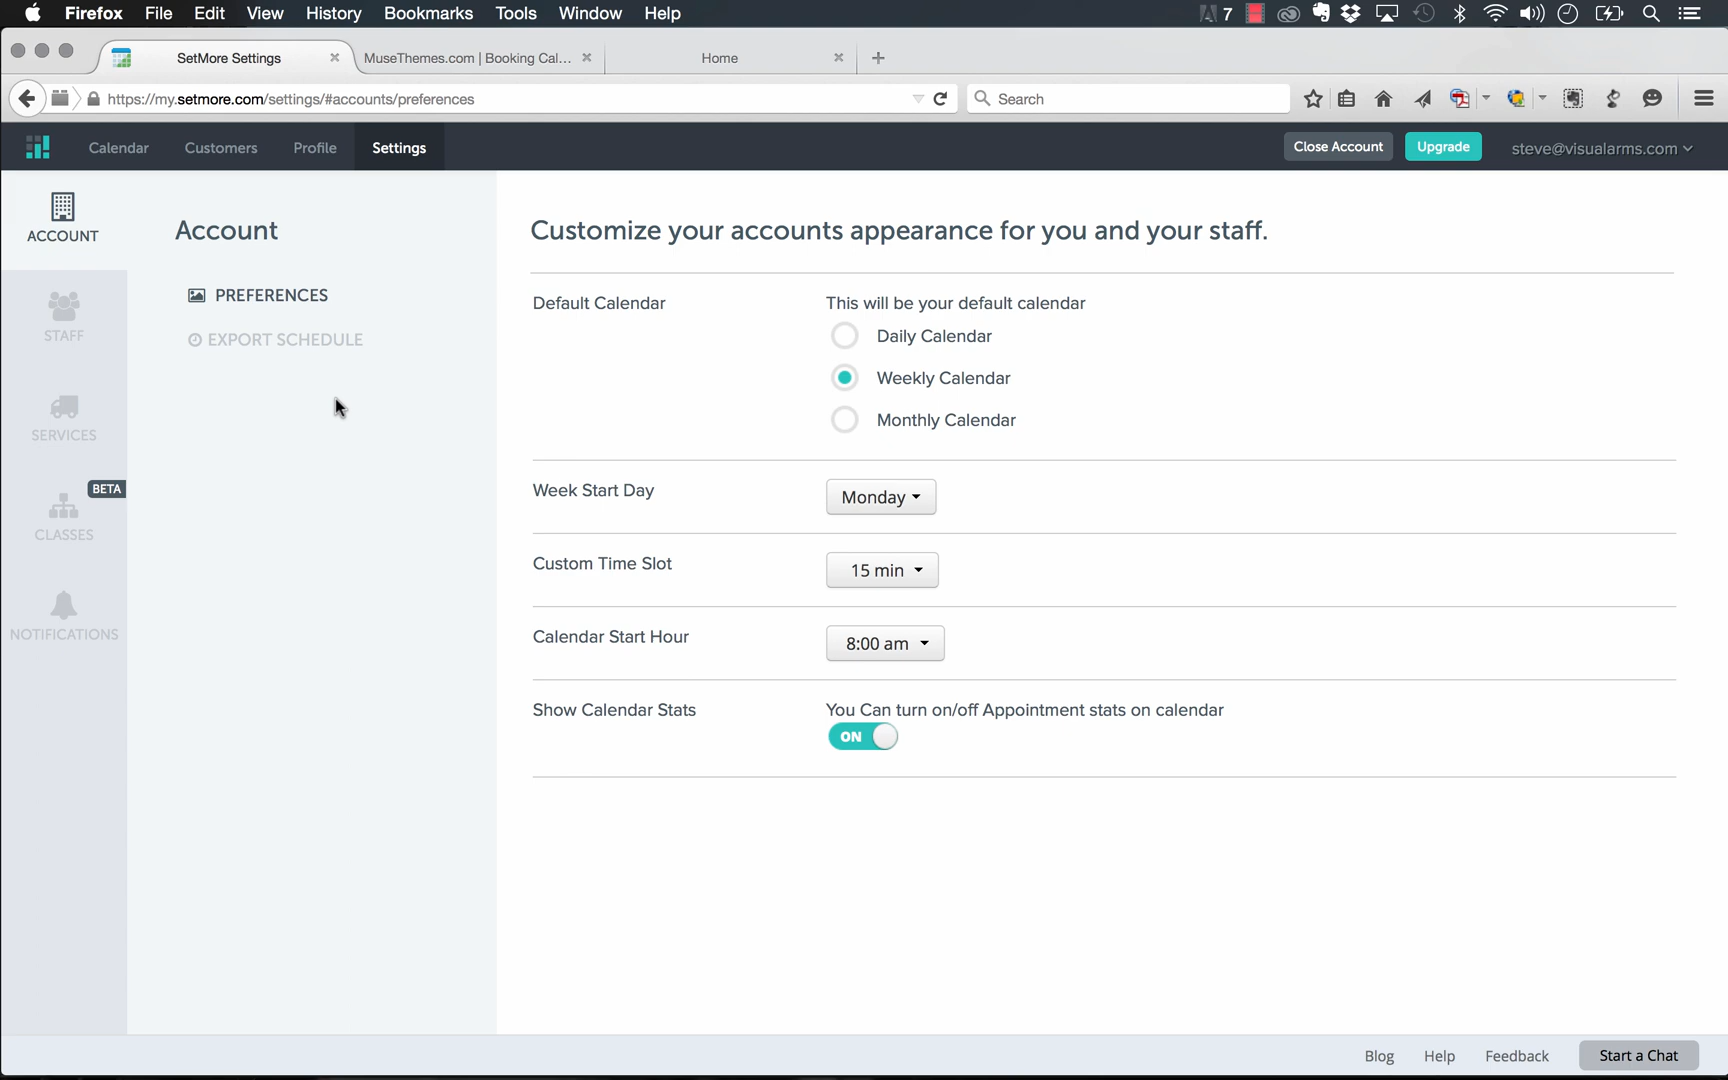 Firefox File Edit View History Bookmarks Tools Window Help 7
SetMore Settings MuseThemes.com | Booking Cal... Home
https://my.setmore.com/settings/#accounts/preferences Search
Calendar Customers Profile Settings Close Account Upgrade steve@visualarms.com
ACCOUNT
STAFF
SERVICES
BETA
CLASSES
NOTIFICATIONS
Account
PREFERENCES
EXPORT SCHEDULE
Customize your accounts appearance for you and your staff.
Default Calendar This will be your default calendar
Daily Calendar
Weekly Calendar
Monthly Calendar
Week Start Day Monday
Custom Time Slot 15 min
Calendar Start Hour 8:00 am
Show Calendar Stats You Can turn on/off Appointment stats on calendar
ON
Blog Help Feedback Start a Chat